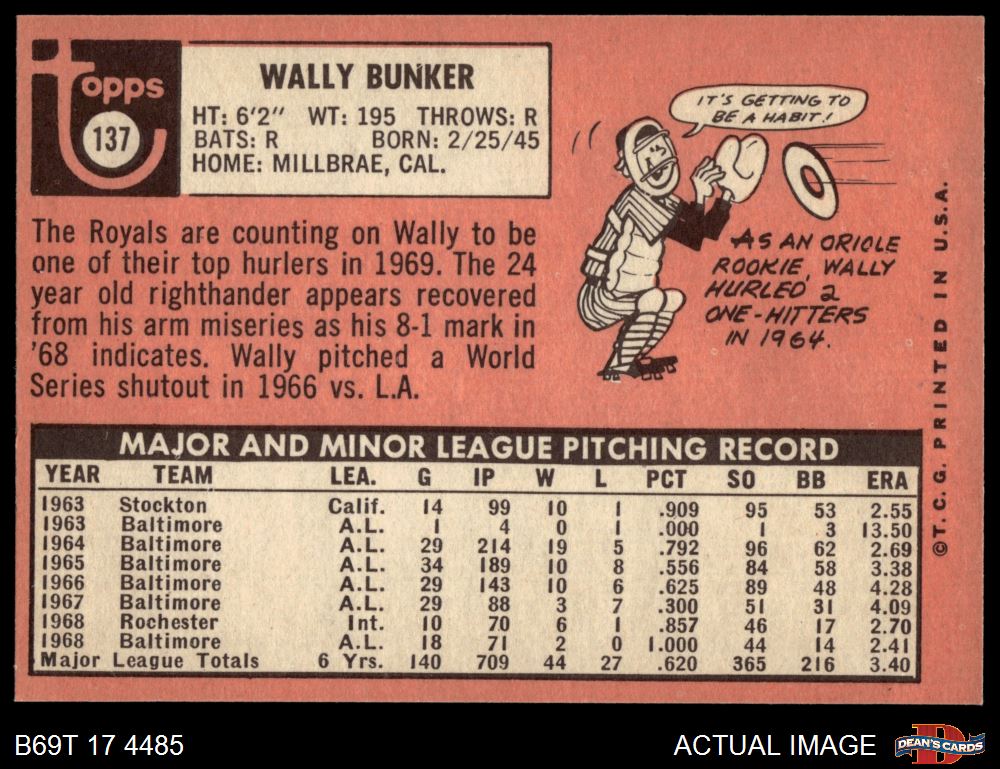 topps
137
WALLY BUNKER
HT: 6'2" WT: 195 THROWS: R
BATS: R BORN: 2/25/45
HOME: MILLBRAE, CAL.
The Royals are counting on Wally to be
one of their top hurlers in 1969. The 24
year old righthander appears recovered
from his arm miseries as his 8-1 mark in
'68 indicates. Wally pitched a World
Series shutout in 1966 vs. L.A.
IT'S GETTING TO
BE A HABIT!
AS AN ORIOLE
ROOKIE, WALLY
HURLED 2
ONE-HITTERS
IN 1964.
©T. C. G. PRINTED IN U.S.A.
MAJOR AND MINOR LEAGUE PITCHING RECORD
YEAR TEAM LEA. G IP W L PCT SO BB ERA
1963 Stockton Calif. 14 99 10 1 .909 95 53 2.55
1963 Baltimore A.L. 1 4 0 1 .000 1 3 13.50
1964 Baltimore A.L. 29 214 19 5 .792 96 62 2.69
1965 Baltimore A.L. 34 189 10 8 .556 84 58 3.38
1966 Baltimore A.L. 29 143 10 6 .625 89 48 4.28
1967 Baltimore A.L. 29 88 3 7 .300 51 31 4.09
1968 Rochester Int. 10 70 6 1 .857 46 17 2.70
1968 Baltimore A.L. 18 71 2 0 1.000 44 14 2.41
Major League Totals 6 Yrs. 140 709 44 27 .620 365 216 3.40
B69T 17 4485
ACTUAL IMAGE
D
DEAN'S CARDS